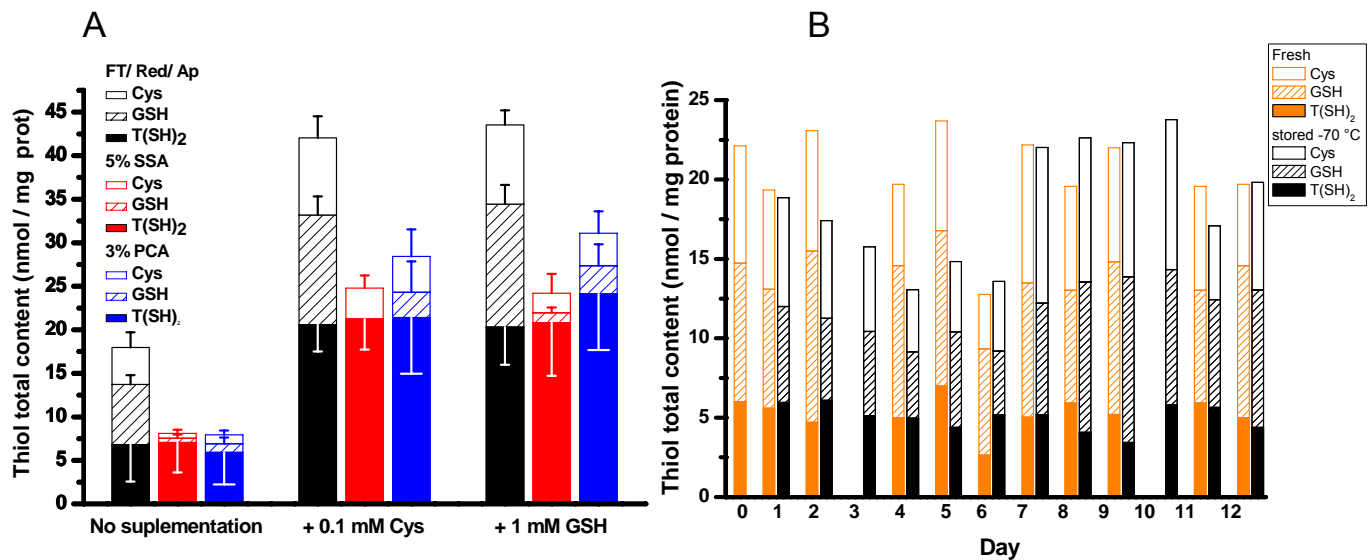 A
FT/ Red/ Ap
Cys
GSH
T(SH)2
5% SSA
Cys
GSH
T(SH)2
3% PCA
Cys
GSH
T(SH)2
Thiol total content (nmol / mg prot)
45
40
35
30
25
20
15
10
5
0
No suplementation
+ 0.1 mM Cys
+ 1 mM GSH
B
Fresh
Cys
GSH
T(SH)2
stored -70 °C
Cys
GSH
T(SH)2
Thiol total content (nmol / mg protein)
25
20
15
10
5
0
0 1 2 3 4 5 6 7 8 9 10 11 12
Day